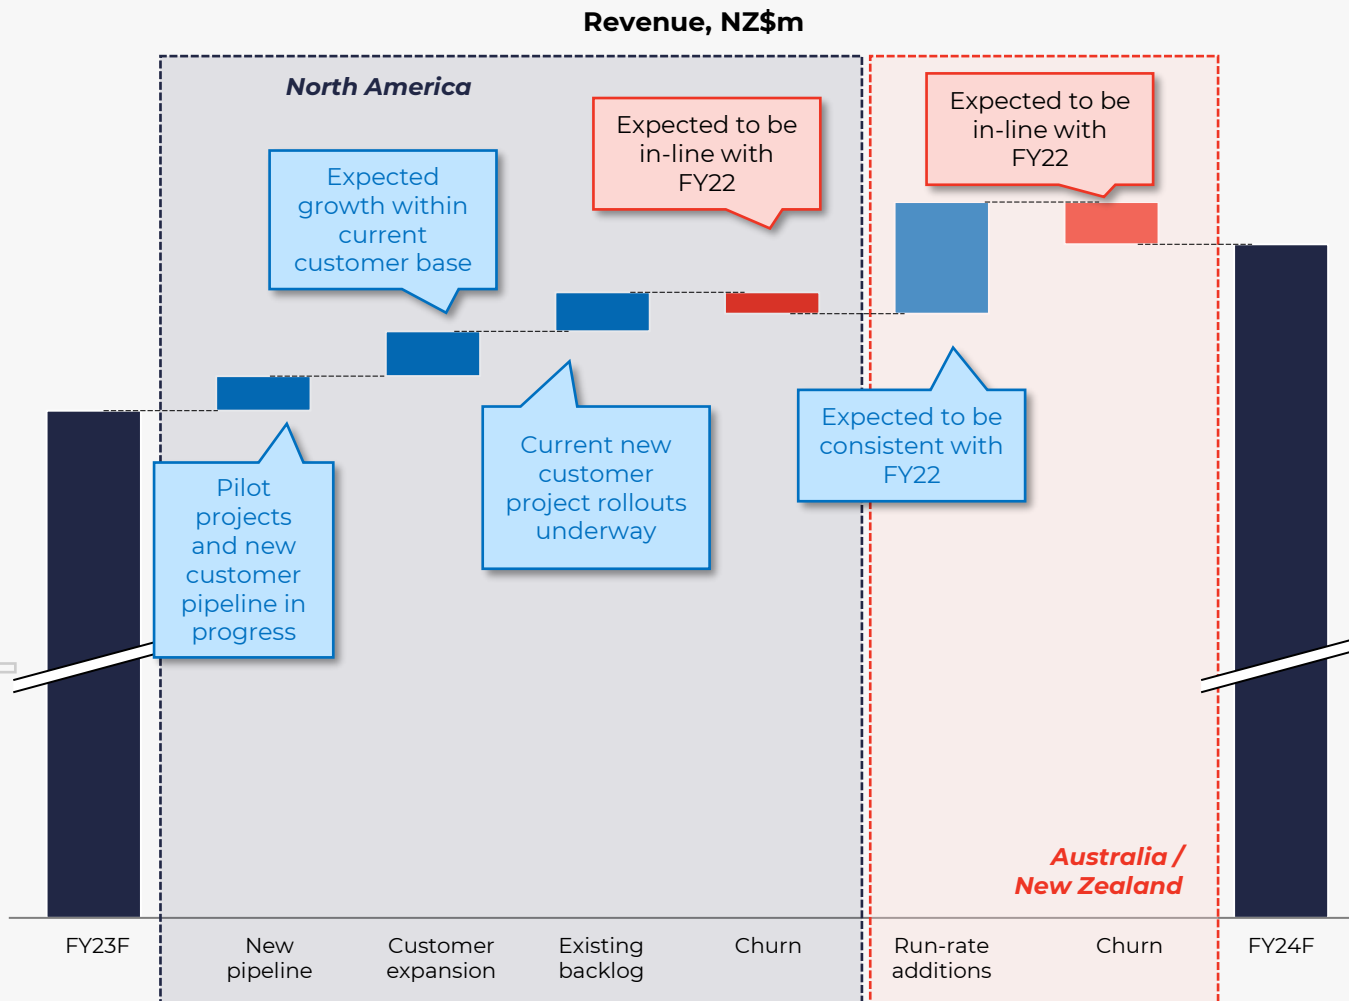 Revenue, NZ$m
North America
Expected to be
in-line with
FY22
Expected to be
in-line with
FY22
Expected
growth within
current
customer base
Pilot
projects
and new
customer
pipeline in
progress
Current new
customer
project rollouts
underway
Expected to be
consistent with
FY22
Australia /
New Zealand
FY23F
New
pipeline
Customer
expansion
Existing
backlog
Churn
Run-rate
additions
Churn
FY24F